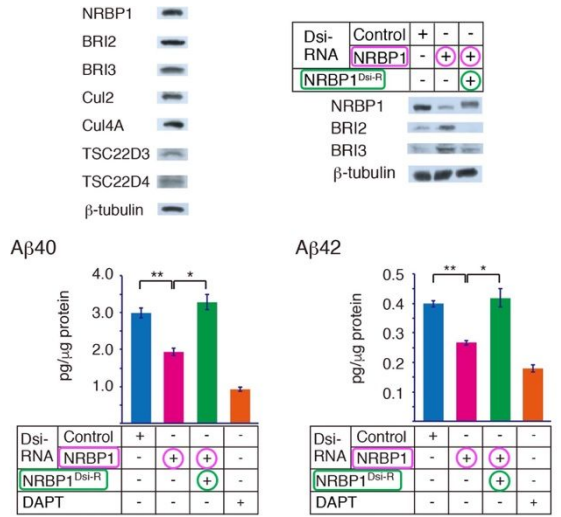 NRBP1
BRI2
BRI3
Cul2
Cul4A
TSC22D3
TSC22D4
β-tubulin
Dsi-RNA Control + - -
NRBP1 - + +
NRBP1Dsi-R - - +
NRBP1
BRI2
BRI3
β-tubulin
Aβ40
pg/μg protein
4.0
3.0
2.0
1.0
** *
Dsi-RNA Control + - - -
NRBP1 - + + -
NRBP1Dsi-R - - + -
DAPT - - - +
Aβ42
pg/μg protein
0.5
0.4
0.3
0.2
0.1
** *
Dsi-RNA Control + - - -
NRBP1 - + + -
NRBP1Dsi-R - - + -
DAPT - - - +